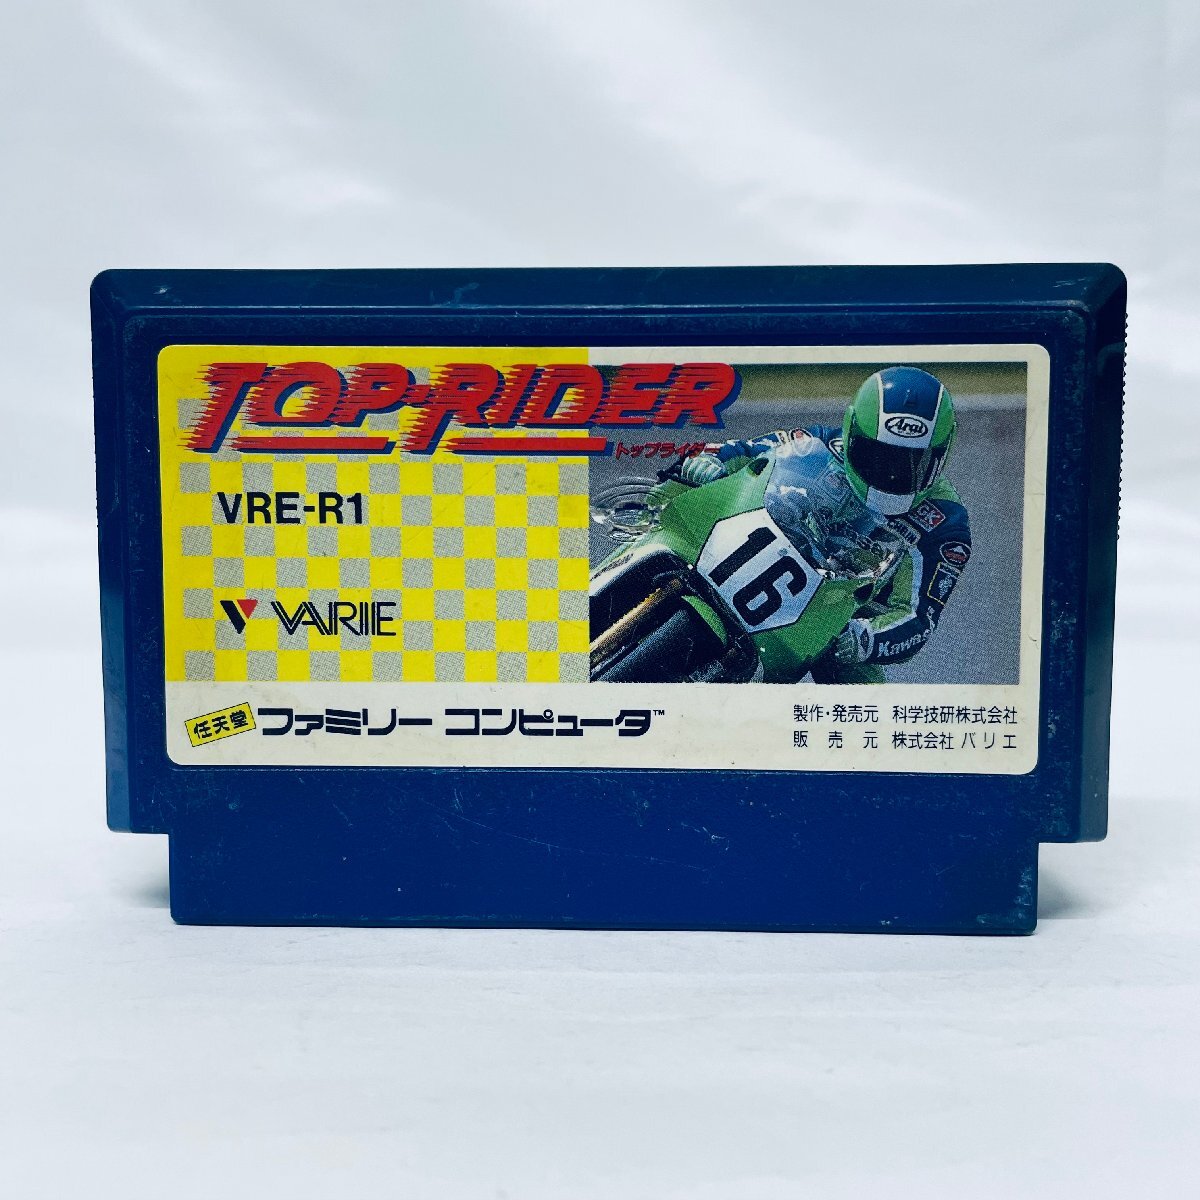 TOP・RIDER
トップライダー
VRE-R1
VARIE
Arai
GK
16
Kawasaki
任天堂 ファミリー コンピュータ™
製作・発売元 科学技研株式会社
販売元 株式会社 バリエ